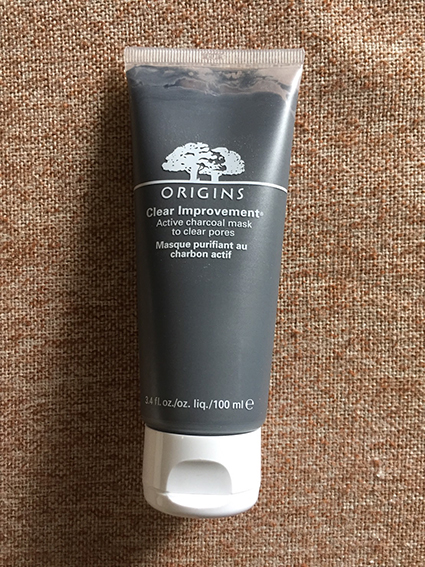 ORIGINS
Clear Improvement®
Active charcoal mask
to clear pores
Masque purifiant au
charbon actif
3.4 fl.oz./oz. liq./100 ml ℮